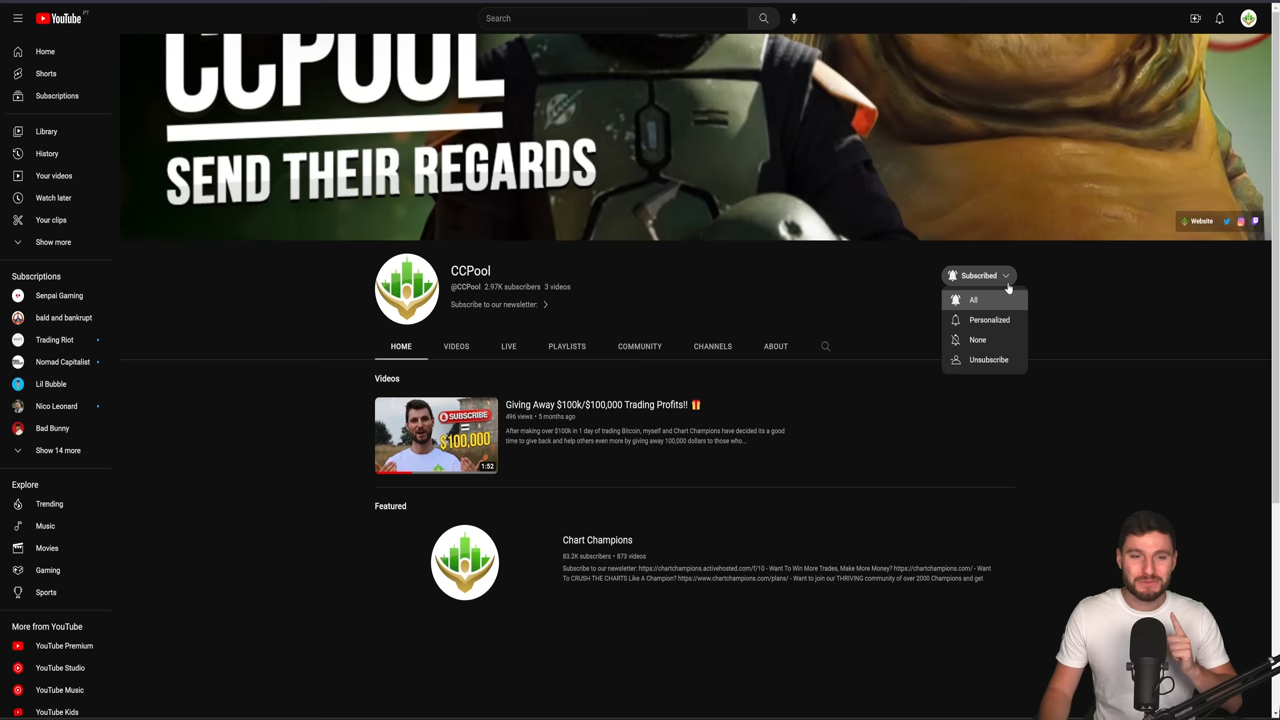 YouTube PT
Search
Home
Shorts
Subscriptions
Library
History
Your videos
Watch later
Your clips
Show more
Subscriptions
Senpai Gaming
bald and bankrupt
Trading Riot
Nomad Capitalist
Lil Bubble
Nico Leonard
Bad Bunny
Show 14 more
Explore
Trending
Music
Movies
Gaming
Sports
More from YouTube
YouTube Premium
YouTube Studio
YouTube Music
YouTube Kids
CCPOOL
SEND THEIR REGARDS
Website
CCPool
@CCPool 2.97K subscribers 3 videos
Subscribe to our newsletter:
Subscribed
All
Personalized
None
Unsubscribe
HOME VIDEOS LIVE PLAYLISTS COMMUNITY CHANNELS ABOUT
Videos
SUBSCRIBE
=
$100,000
1:52
Giving Away $100k/$100,000 Trading Profits!! 🎁
496 views • 5 months ago
After making over $100k in 1 day of trading Bitcoin, myself and Chart Champions have decided its a good
time to give back and help others even more by giving away 100,000 dollars to those who...
Featured
Chart Champions
83.2K subscribers • 873 videos
Subscribe to our newsletter: https://chartchampions.activehosted.com/f/10 - Want To Win More Trades, Make More Money? https://chartchampions.com/ - Want
To CRUSH THE CHARTS Like A Champion? https://www.chartchampions.com/plans/ - Want to join our THRIVING community of over 2000 Champions and get